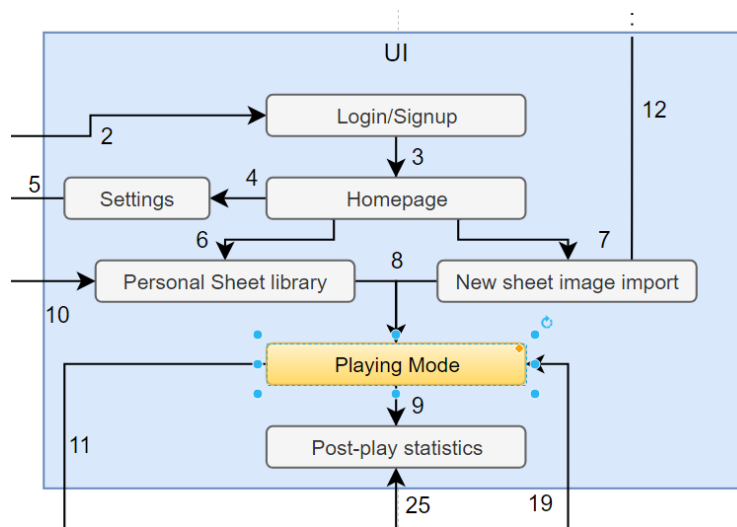 :
UI
12
Login/Signup
2
3
5
Settings
4
Homepage
6
7
8
Personal Sheet library
New sheet image import
10
Playing Mode
9
11
Post-play statistics
25
19